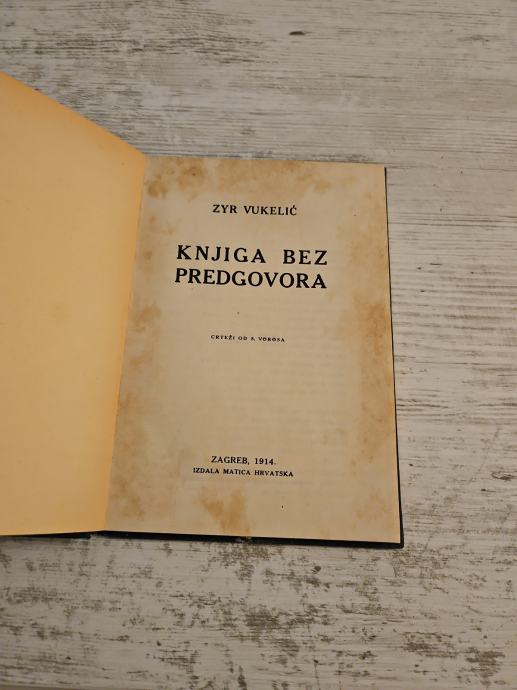 ZYR VUKELIĆ
KNJIGA BEZ
PREDGOVORA
CRTEŽI OD S. VOROSA
ZAGREB, 1914.
IZDALA MATICA HRVATSKA